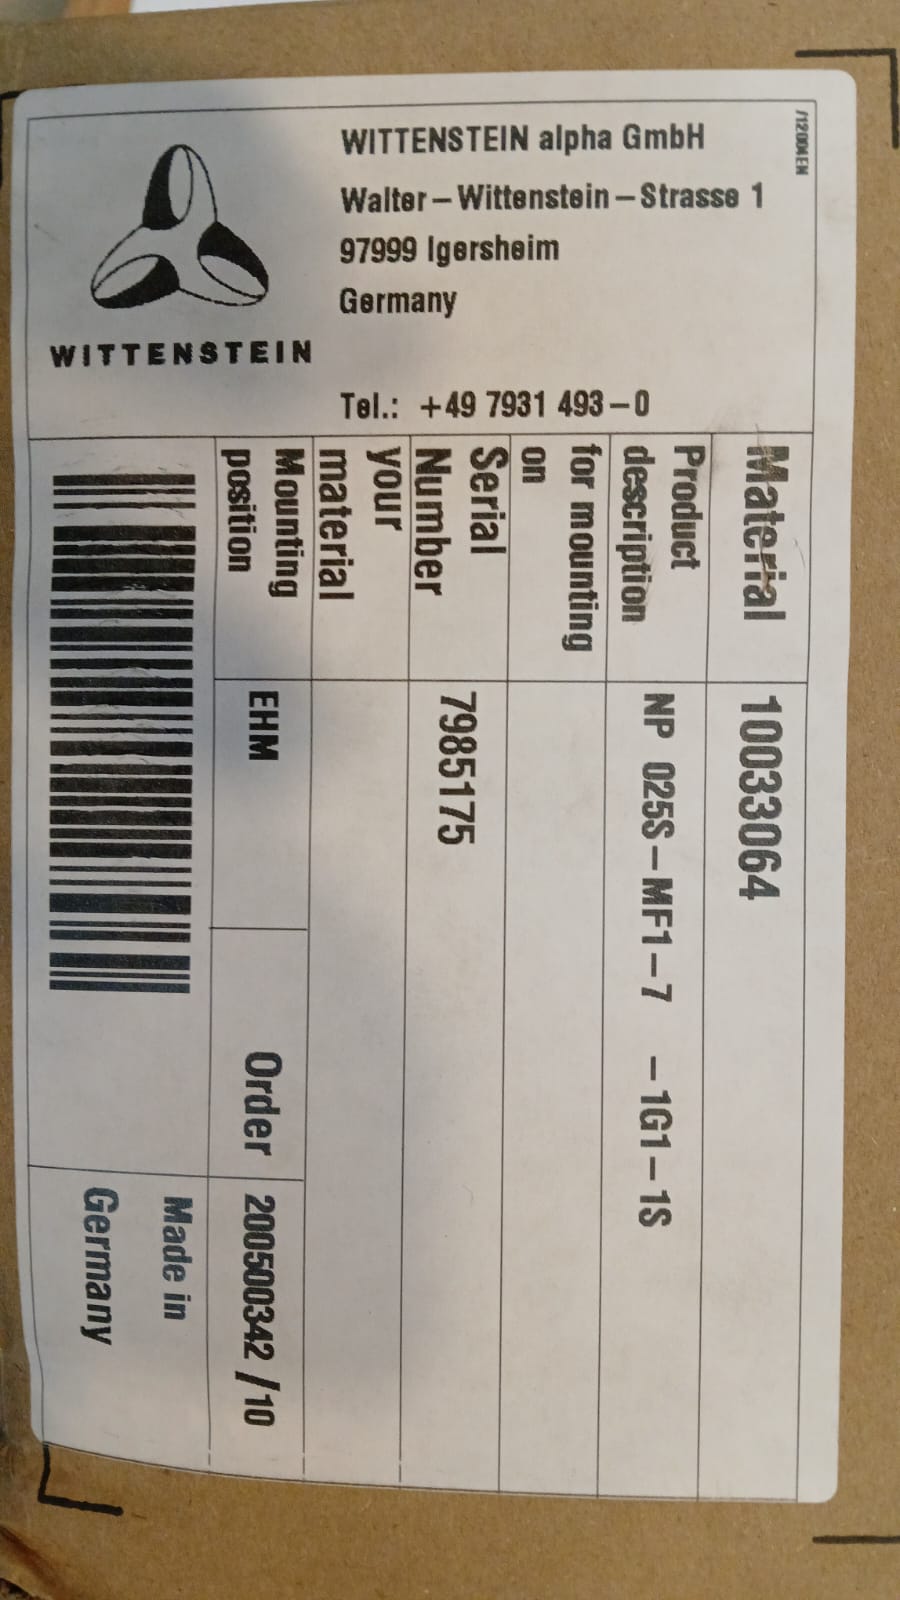 /12004EN
WITTENSTEIN
WITTENSTEIN alpha GmbH
Walter-Wittenstein-Strasse 1
97999 Igersheim
Germany
Tel.: +49 7931 493-0
Material 10033064
Product description NP 025S-MF1-7 -1G1-1S
for mounting on
Serial Number 7985175
your material
Mounting position EHM Order 200500342 /10
Made in
Germany